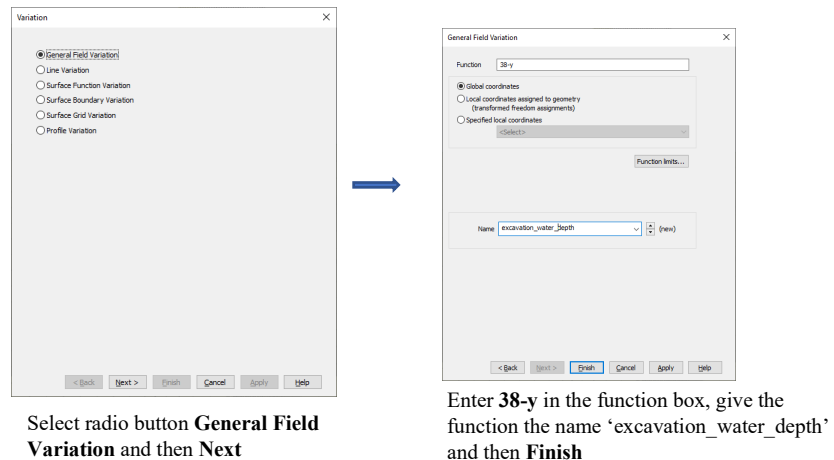 Variation
General Field Variation
Line Variation
Surface Function Variation
Surface Boundary Variation
Surface Grid Variation
Profile Variation
< Back Next > Finish Cancel Apply Help
Select radio button General Field
Variation and then Next
General Field Variation
Function 38-y
Global coordinates
Local coordinates assigned to geometry
(transformed freedom assignments)
Specified local coordinates
<Select>
Function limits...
Name excavation_water_depth (new)
< Back Next > Finish Cancel Apply Help
Enter 38-y in the function box, give the
function the name ‘excavation_water_depth’
and then Finish